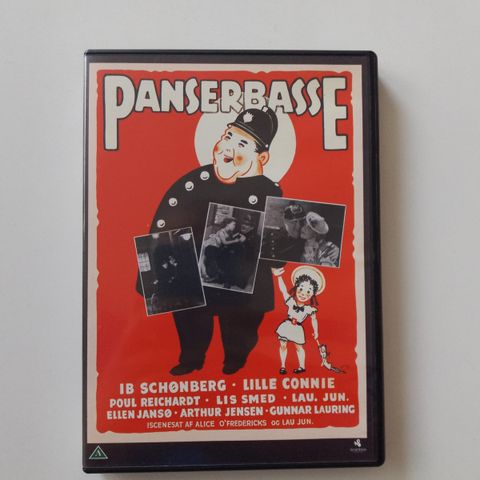 PANSERBASSE
IB SCHØNBERG · LILLE CONNIE
POUL REICHARDT · LIS SMED · LAU. JUN.
ELLEN JANSØ · ARTHUR JENSEN · GUNNAR LAURING
ISCENESAT AF ALICE O'FREDERICKS OG LAU JUN.
A